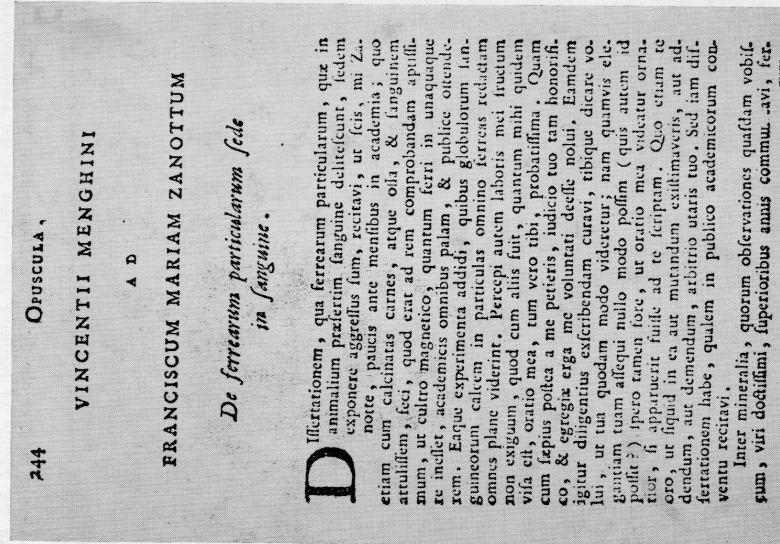 244 OPUSCULA,
VINCENTII MENGHINI
AD
FRANCISCUM MARIAM ZANOTTUM
De ferrearum particularum ſede
in ſanguine.
DIſſertationem, qua ferrearum particularum, quæ in
animalium præſertim ſanguine deliteſcunt, ſedem
exponere aggreſſus ſum, recitavi, ut ſcis, mi Za-
notte, paucis ante menſibus in academia; quo
etiam cum calcinatas carnes, atque oſſa, & ſanguinem
attuliſſem feci, quod erat ad rem comprobandam aptiſſi-
mum, ut cultro magnetico, quantum ferri in unaquaque
re ineſſet, academicis omnibus palam, & publice oſtende-
rem. Eaque experimenta addidi, quibus globulorum ſan-
guineorum calcem in particulas omnino ferreas redactam
omnes plane viderint. Percepi autem laboris mei fructum
non exiguum, quod cum aliis fuit, quantum mihi quidem
viſa eſt, oratio mea, tum vero tibi, probatiſſima. Quam
cum ſæpius poſtea a me petieris, iudicio tuo tam honorifi-
co, & egregiæ erga me voluntati deeſſe nolui. Eamdem
igitur diligentius exſcribendam curavi, tibique dicare vo-
lui, ut tua quodam modo videretur; nam quamvis ele-
gantiam tuam aſſequi nullo modo poſſim (quis autem id
poſſit?) ſpero tamen fore, ut oratio mea videatur orna-
tior, ſi apparuerit fuiſſe ad te ſcriptam. Quo etiam te
oro, ut ſiquid in ea aut mutandum exiſtimaveris, aut ad-
dendum, aut demendum, arbitrio utaris tuo. Sed iam diſ-
ſertationem habe, qualem in publico academicorum con-
ventu recitavi.
Inter mineralia, quorum obſervationes quaſdam vobiſ-
cum, viri doctiſſimi, ſuperioribus annis avi, fer-